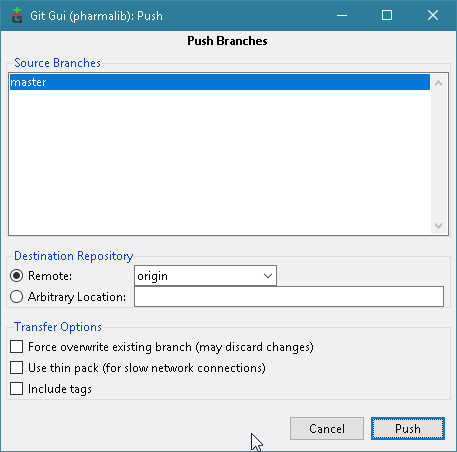 Git Gui (pharmalib): Push
Push Branches
Source Branches
master
Destination Repository
Remote: origin
Arbitrary Location:
Transfer Options
Force overwrite existing branch (may discard changes)
Use thin pack (for slow network connections)
Include tags
Cancel Push